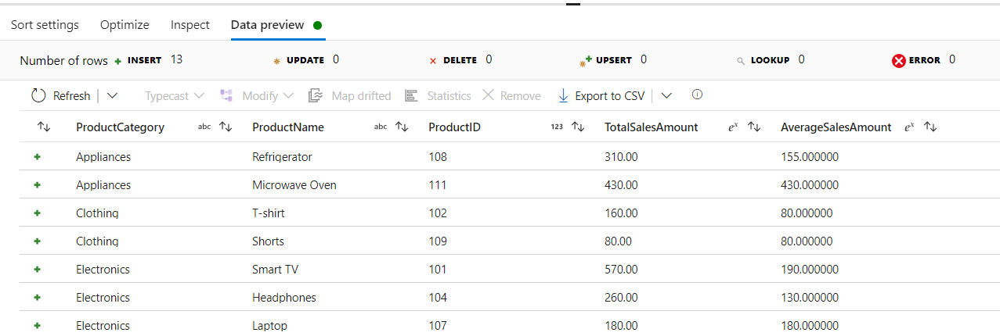 Sort settings Optimize Inspect Data preview
Number of rows INSERT 13 UPDATE 0 DELETE 0 UPSERT 0 LOOKUP 0 ERROR 0
Refresh Typecast Modify Map drifted Statistics Remove Export to CSV
ProductCategory abc ProductName abc ProductID 123 TotalSalesAmount eˣ AverageSalesAmount eˣ
Appliances Refrigerator 108 310.00 155.000000
Appliances Microwave Oven 111 430.00 430.000000
Clothing T-shirt 102 160.00 80.000000
Clothing Shorts 109 80.00 80.000000
Electronics Smart TV 101 570.00 190.000000
Electronics Headphones 104 260.00 130.000000
Electronics Laptop 107 180.00 180.000000